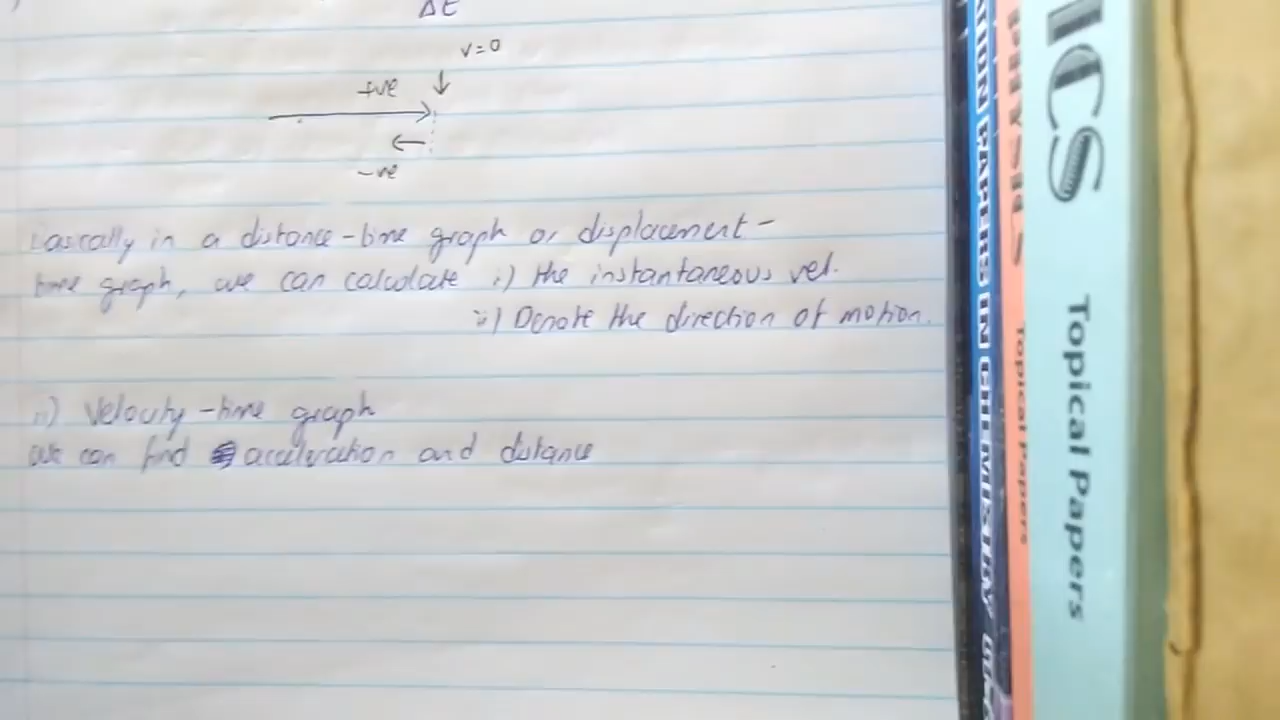 Δt
v=0
+ve
-ve
basically in a distance-time graph or displacement-
time graph, we can calculate i) the instantaneous vel.
ii) Denote the direction of motion.
ii) Velocity-time graph
we can find acceleration and distance
PAPERS IN CHEMISTRY
PHYSICS
Topical Papers
ICS
Topical Papers